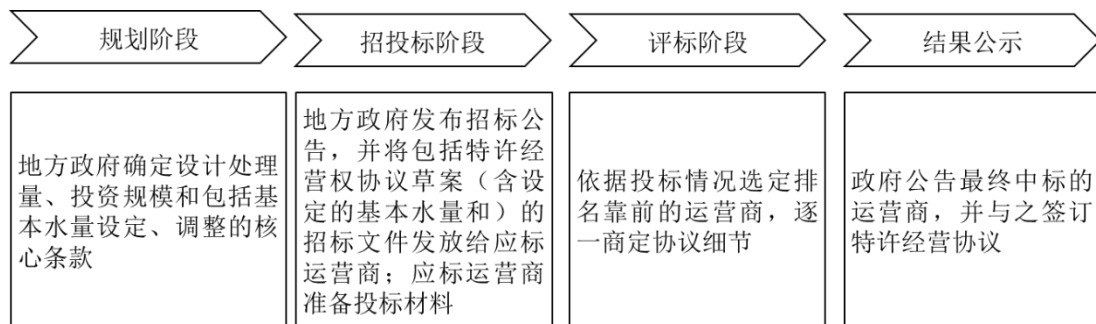 规划阶段
招投标阶段
评标阶段
结果公示
地方政府确定设计处理
量、投资规模和包括基
本水量设定、调整的核
心条款
地方政府发布招标公
告，并将包括特许经
营权协议草案（含设
定的基本水量和）的
招标文件发放给应标
运营商；应标运营商
准备投标材料
依据投标情况选定排
名靠前的运营商，逐
一商定协议细节
政府公告最终中标的
运营商，并与之签订
特许经营协议